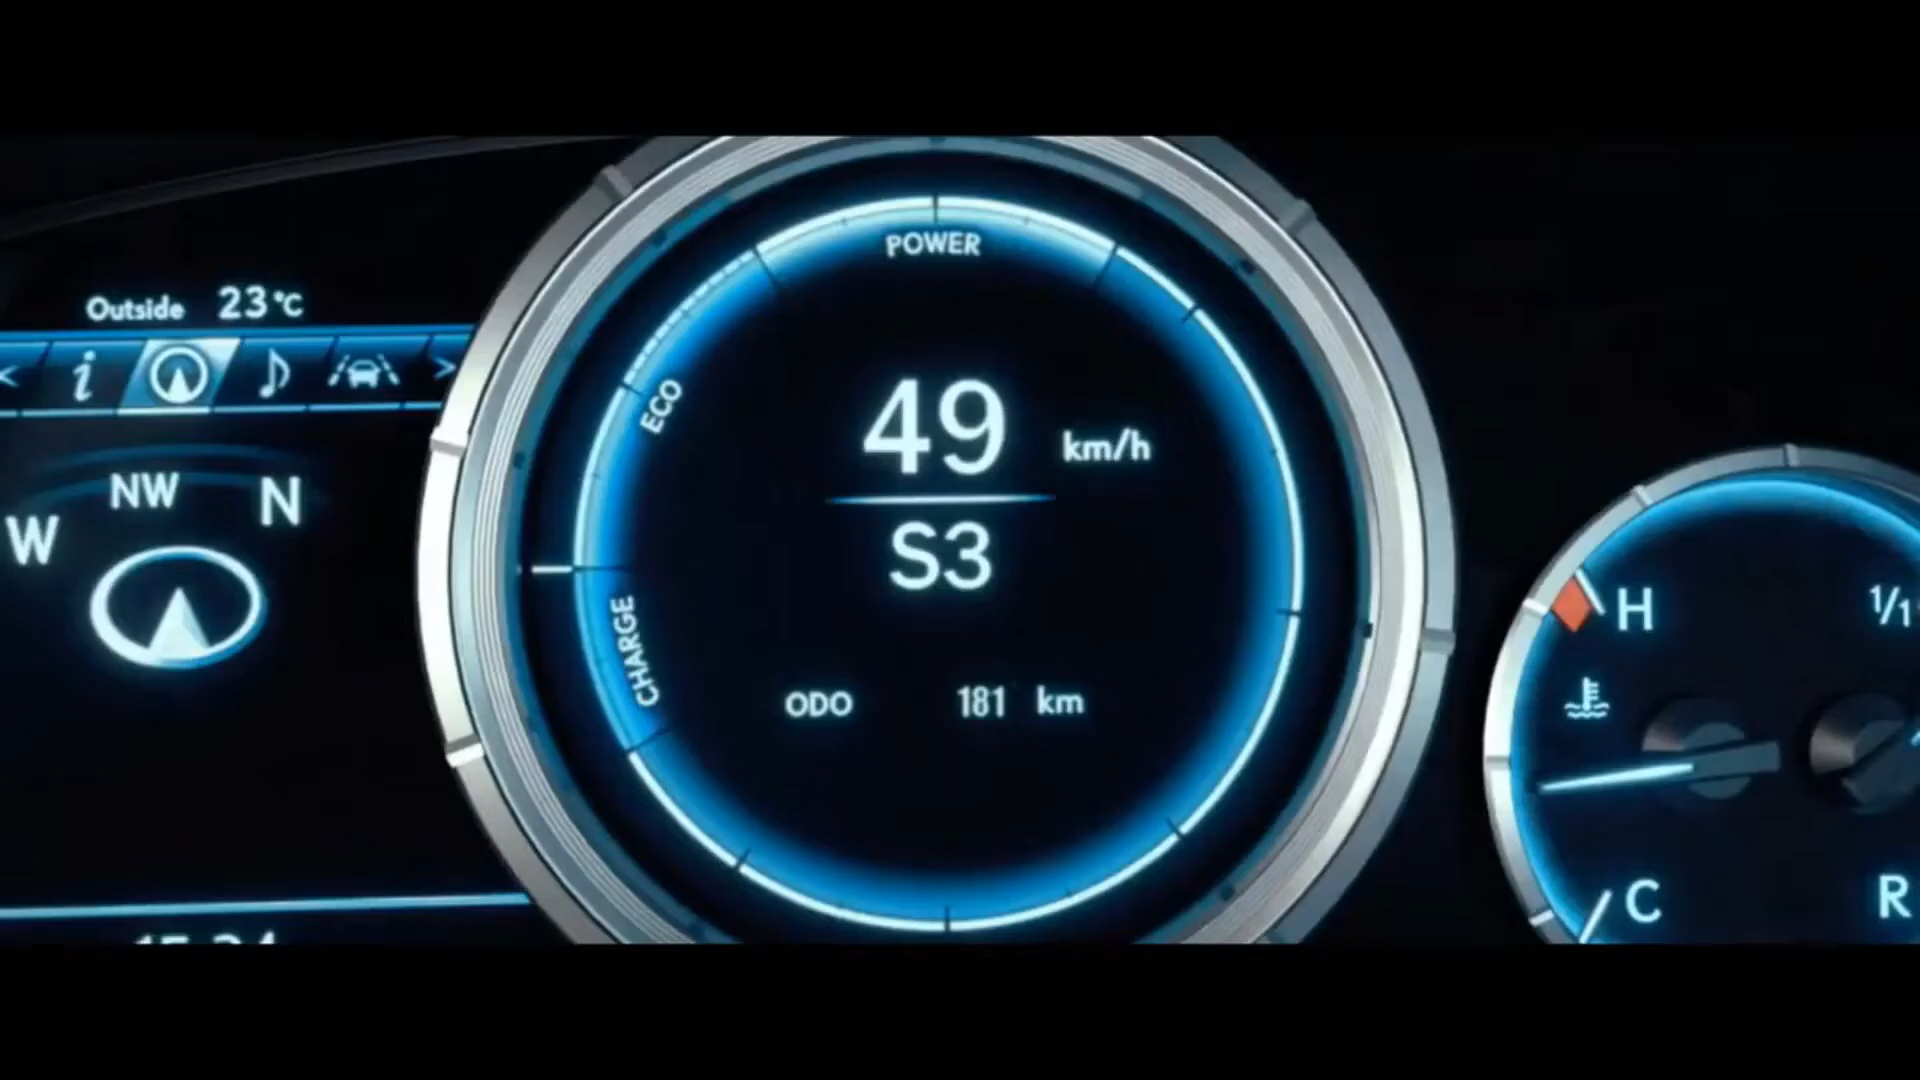 Outside 23°C
< i >
NW N
W
POWER
ECO
CHARGE
49 km/h
S3
ODO 181 km
H 1/1
C R